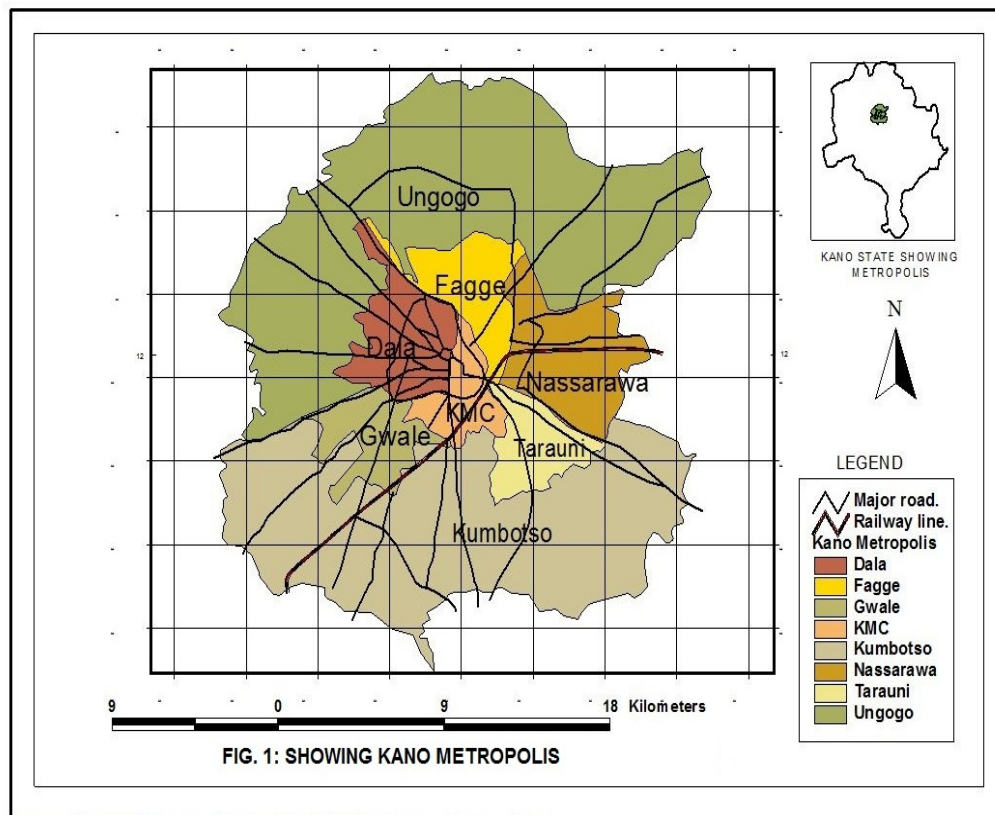 Ungogo
Fagge
Dala
Nassarawa
KMC
Gwale
Tarauni
Kumbotso
12
12
KANO STATE SHOWING
METROPOLIS
N
LEGEND
Major road.
Railway line.
Kano Metropolis
Dala
Fagge
Gwale
KMC
Kumbotso
Nassarawa
Tarauni
Ungogo
9 0 9 18 Kilometers
FIG. 1: SHOWING KANO METROPOLIS